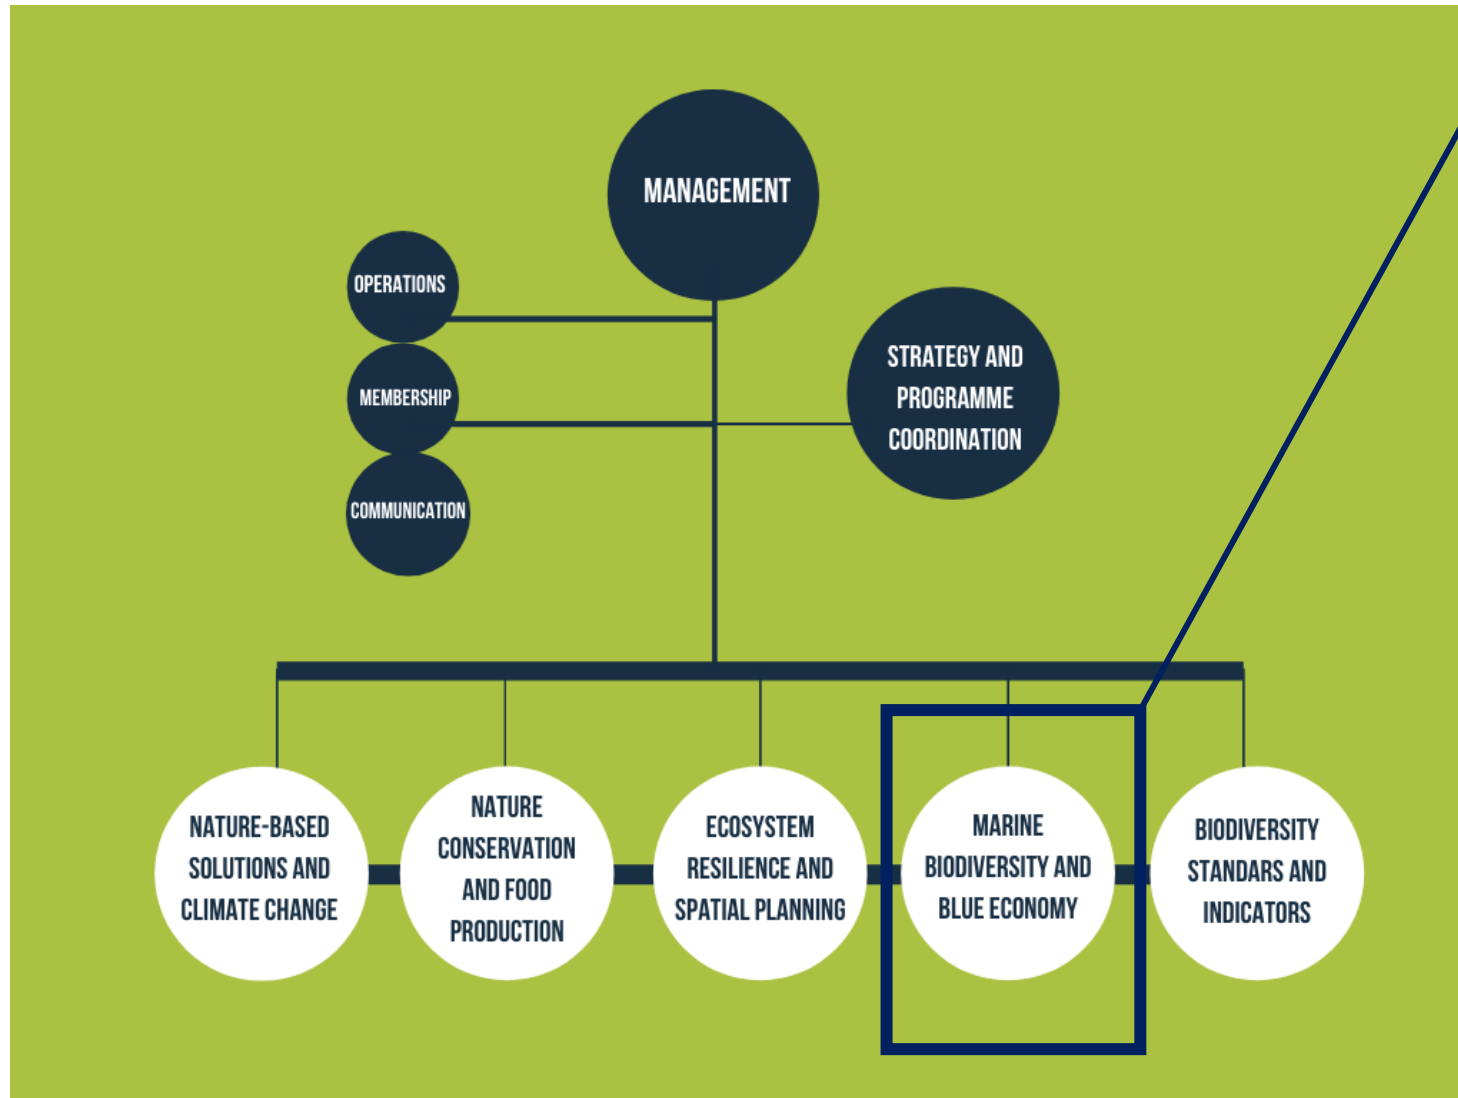 MANAGEMENT
OPERATIONS
MEMBERSHIP
COMMUNICATION
STRATEGY AND
PROGRAMME
COORDINATION
NATURE-BASED
SOLUTIONS AND
CLIMATE CHANGE
NATURE
CONSERVATION
AND FOOD
PRODUCTION
ECOSYSTEM
RESILIENCE AND
SPATIAL PLANNING
MARINE
BIODIVERSITY AND
BLUE ECONOMY
BIODIVERSITY
STANDARS AND
INDICATORS